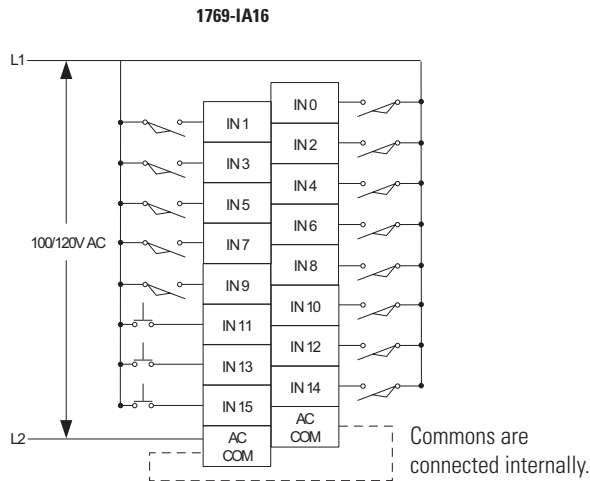 1769-IA16
L1
IN 0
IN 1
IN 2
IN 3
IN 4
IN 5
IN 6
100/120V AC
IN 7
IN 8
IN 9
IN 10
IN 11
IN 12
IN 13
IN 14
IN 15
AC
COM
L2
AC
COM
Commons are
connected internally.